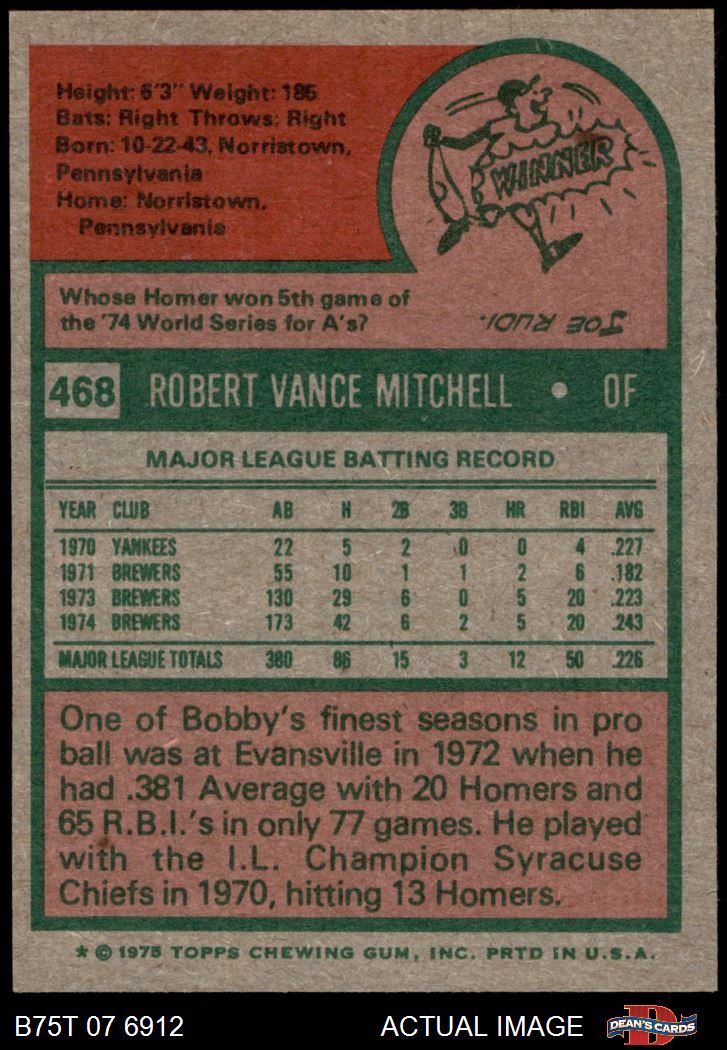 Height: 6'3" Weight: 185
Bats: Right Throws: Right
Born: 10-22-43, Norristown,
Pennsylvania
Home: Norristown,
Pennsylvania
WINNER
Whose Homer won 5th game of
the '74 World Series for A's?
JOE RUDI.
468 ROBERT VANCE MITCHELL • OF
MAJOR LEAGUE BATTING RECORD
YEAR CLUB AB H 2B 3B HR RBI AVG
1970 YANKEES 22 5 2 0 0 4 .227
1971 BREWERS 55 10 1 1 2 6 .182
1973 BREWERS 130 29 6 0 5 20 .223
1974 BREWERS 173 42 6 2 5 20 .243
MAJOR LEAGUE TOTALS 380 86 15 3 12 50 .226
One of Bobby's finest seasons in pro
ball was at Evansville in 1972 when he
had .381 Average with 20 Homers and
65 R.B.I.'s in only 77 games. He played
with the I.L. Champion Syracuse
Chiefs in 1970, hitting 13 Homers.
* © 1975 TOPPS CHEWING GUM, INC. PRTD IN U.S.A.
B75T 07 6912 ACTUAL IMAGE D DEAN'S CARDS